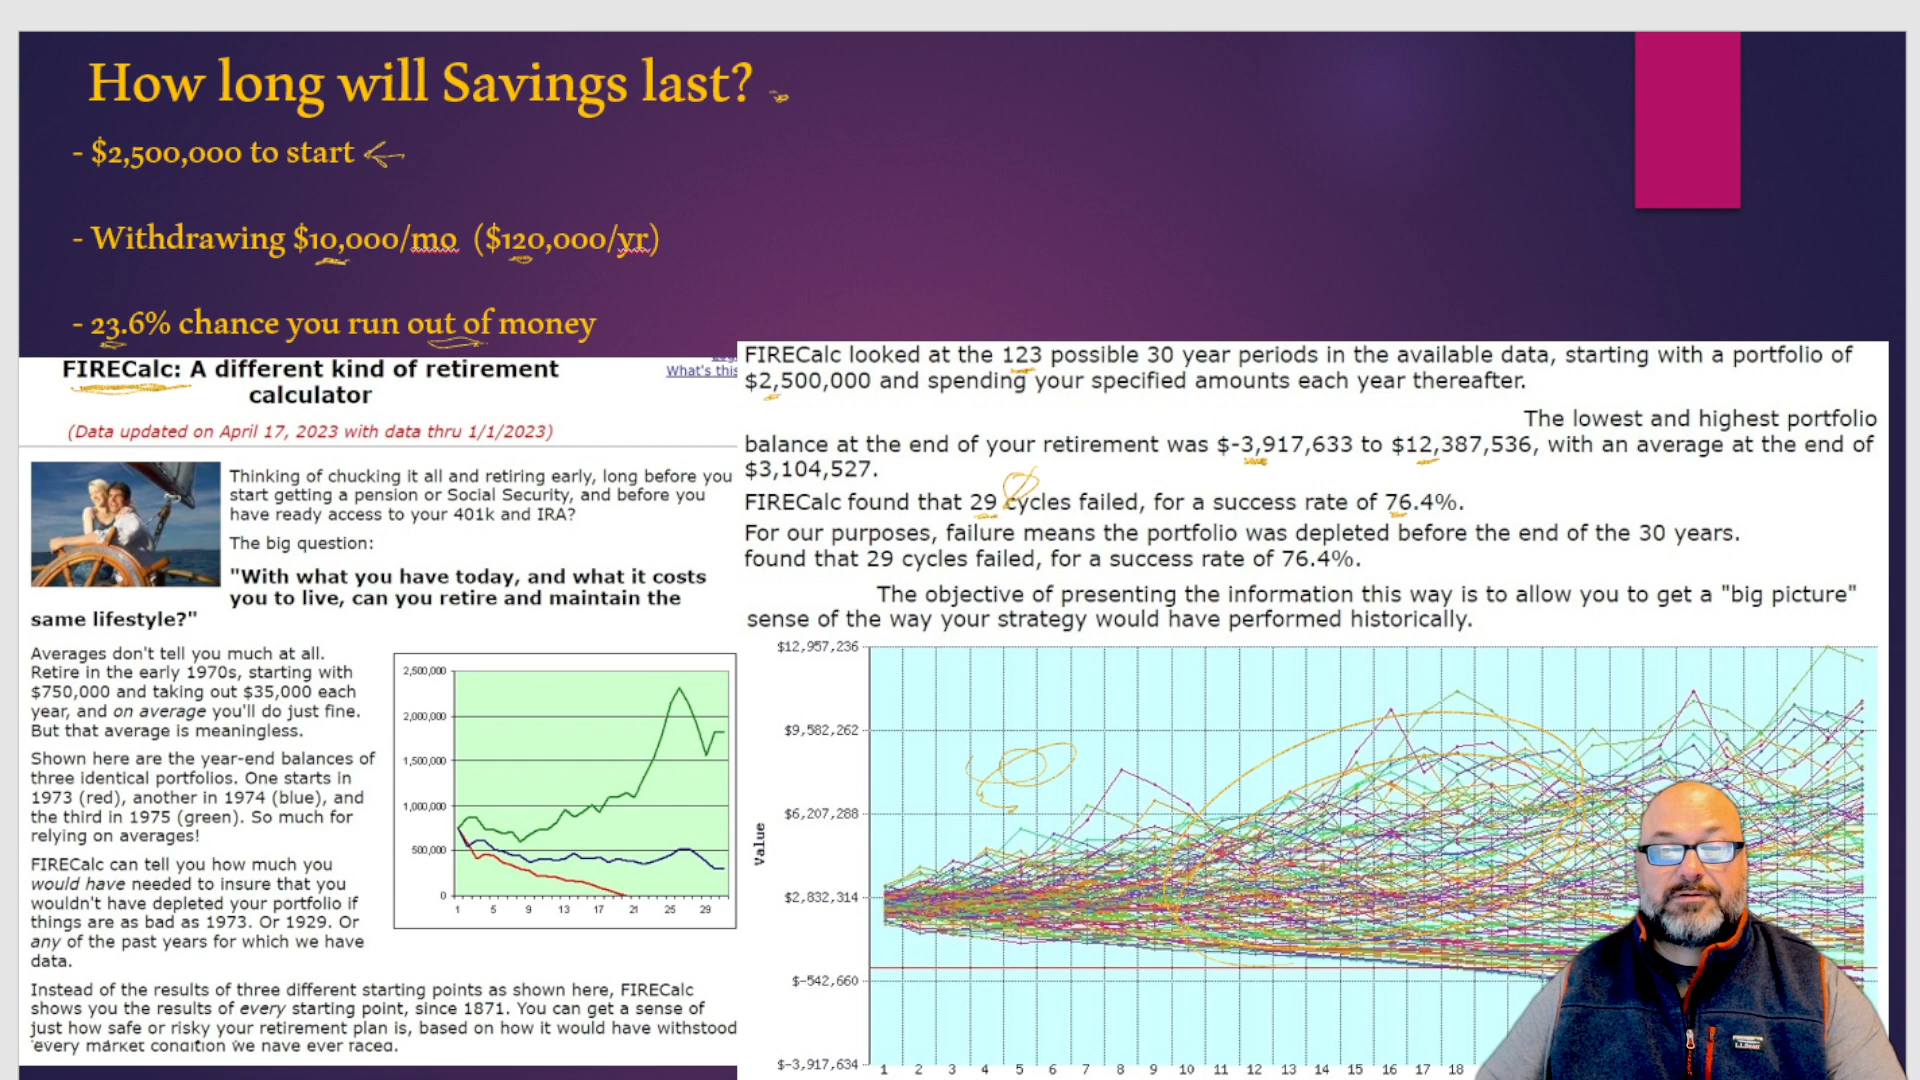 How long will Savings last?
- $2,500,000 to start
- Withdrawing $10,000/mo ($120,000/yr)
- 23.6% chance you run out of money
FIRECalc: A different kind of retirement
calculator
What's this
(Data updated on April 17, 2023 with data thru 1/1/2023)
Thinking of chucking it all and retiring early, long before you
start getting a pension or Social Security, and before you
have ready access to your 401k and IRA?
The big question:
"With what you have today, and what it costs
you to live, can you retire and maintain the
same lifestyle?"
Averages don't tell you much at all.
Retire in the early 1970s, starting with
$750,000 and taking out $35,000 each
year, and on average you'll do just fine.
But that average is meaningless.
Shown here are the year-end balances of
three identical portfolios. One starts in
1973 (red), another in 1974 (blue), and
the third in 1975 (green). So much for
relying on averages!
FIRECalc can tell you how much you
would have needed to insure that you
wouldn't have depleted your portfolio if
things are as bad as 1973. Or 1929. Or
any of the past years for which we have
data.
2,500,000
2,000,000
1,500,000
1,000,000
500,000
0
1 5 9 13 17 21 25 29
Instead of the results of three different starting points as shown here, FIRECalc
shows you the results of every starting point, since 1871. You can get a sense of
just how safe or risky your retirement plan is, based on how it would have withstood
every market condition we have ever faced.
FIRECalc looked at the 123 possible 30 year periods in the available data, starting with a portfolio of
$2,500,000 and spending your specified amounts each year thereafter.
The lowest and highest portfolio
balance at the end of your retirement was $-3,917,633 to $12,387,536, with an average at the end of
$3,104,527.
FIRECalc found that 29 cycles failed, for a success rate of 76.4%.
For our purposes, failure means the portfolio was depleted before the end of the 30 years.
found that 29 cycles failed, for a success rate of 76.4%.
The objective of presenting the information this way is to allow you to get a "big picture"
sense of the way your strategy would have performed historically.
$12,957,236
$9,582,262
$6,207,288
$2,832,314
$-542,660
$-3,917,634
Value
1 2 3 4 5 6 7 8 9 10 11 12 13 14 15 16 17 18